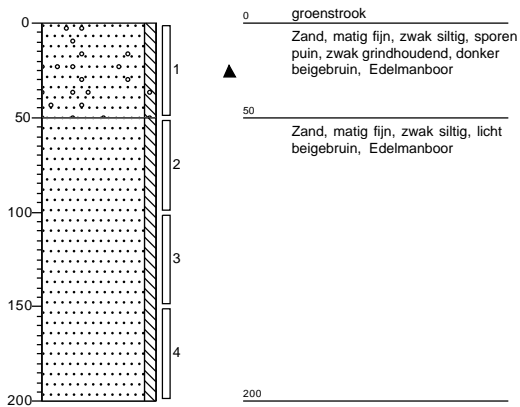 0
50
100
150
200
1
2
3
4
0
groenstrook
Zand, matig fijn, zwak siltig, sporen
puin, zwak grindhoudend, donker
beigebruin, Edelmanboor
50
Zand, matig fijn, zwak siltig, licht
beigebruin, Edelmanboor
200